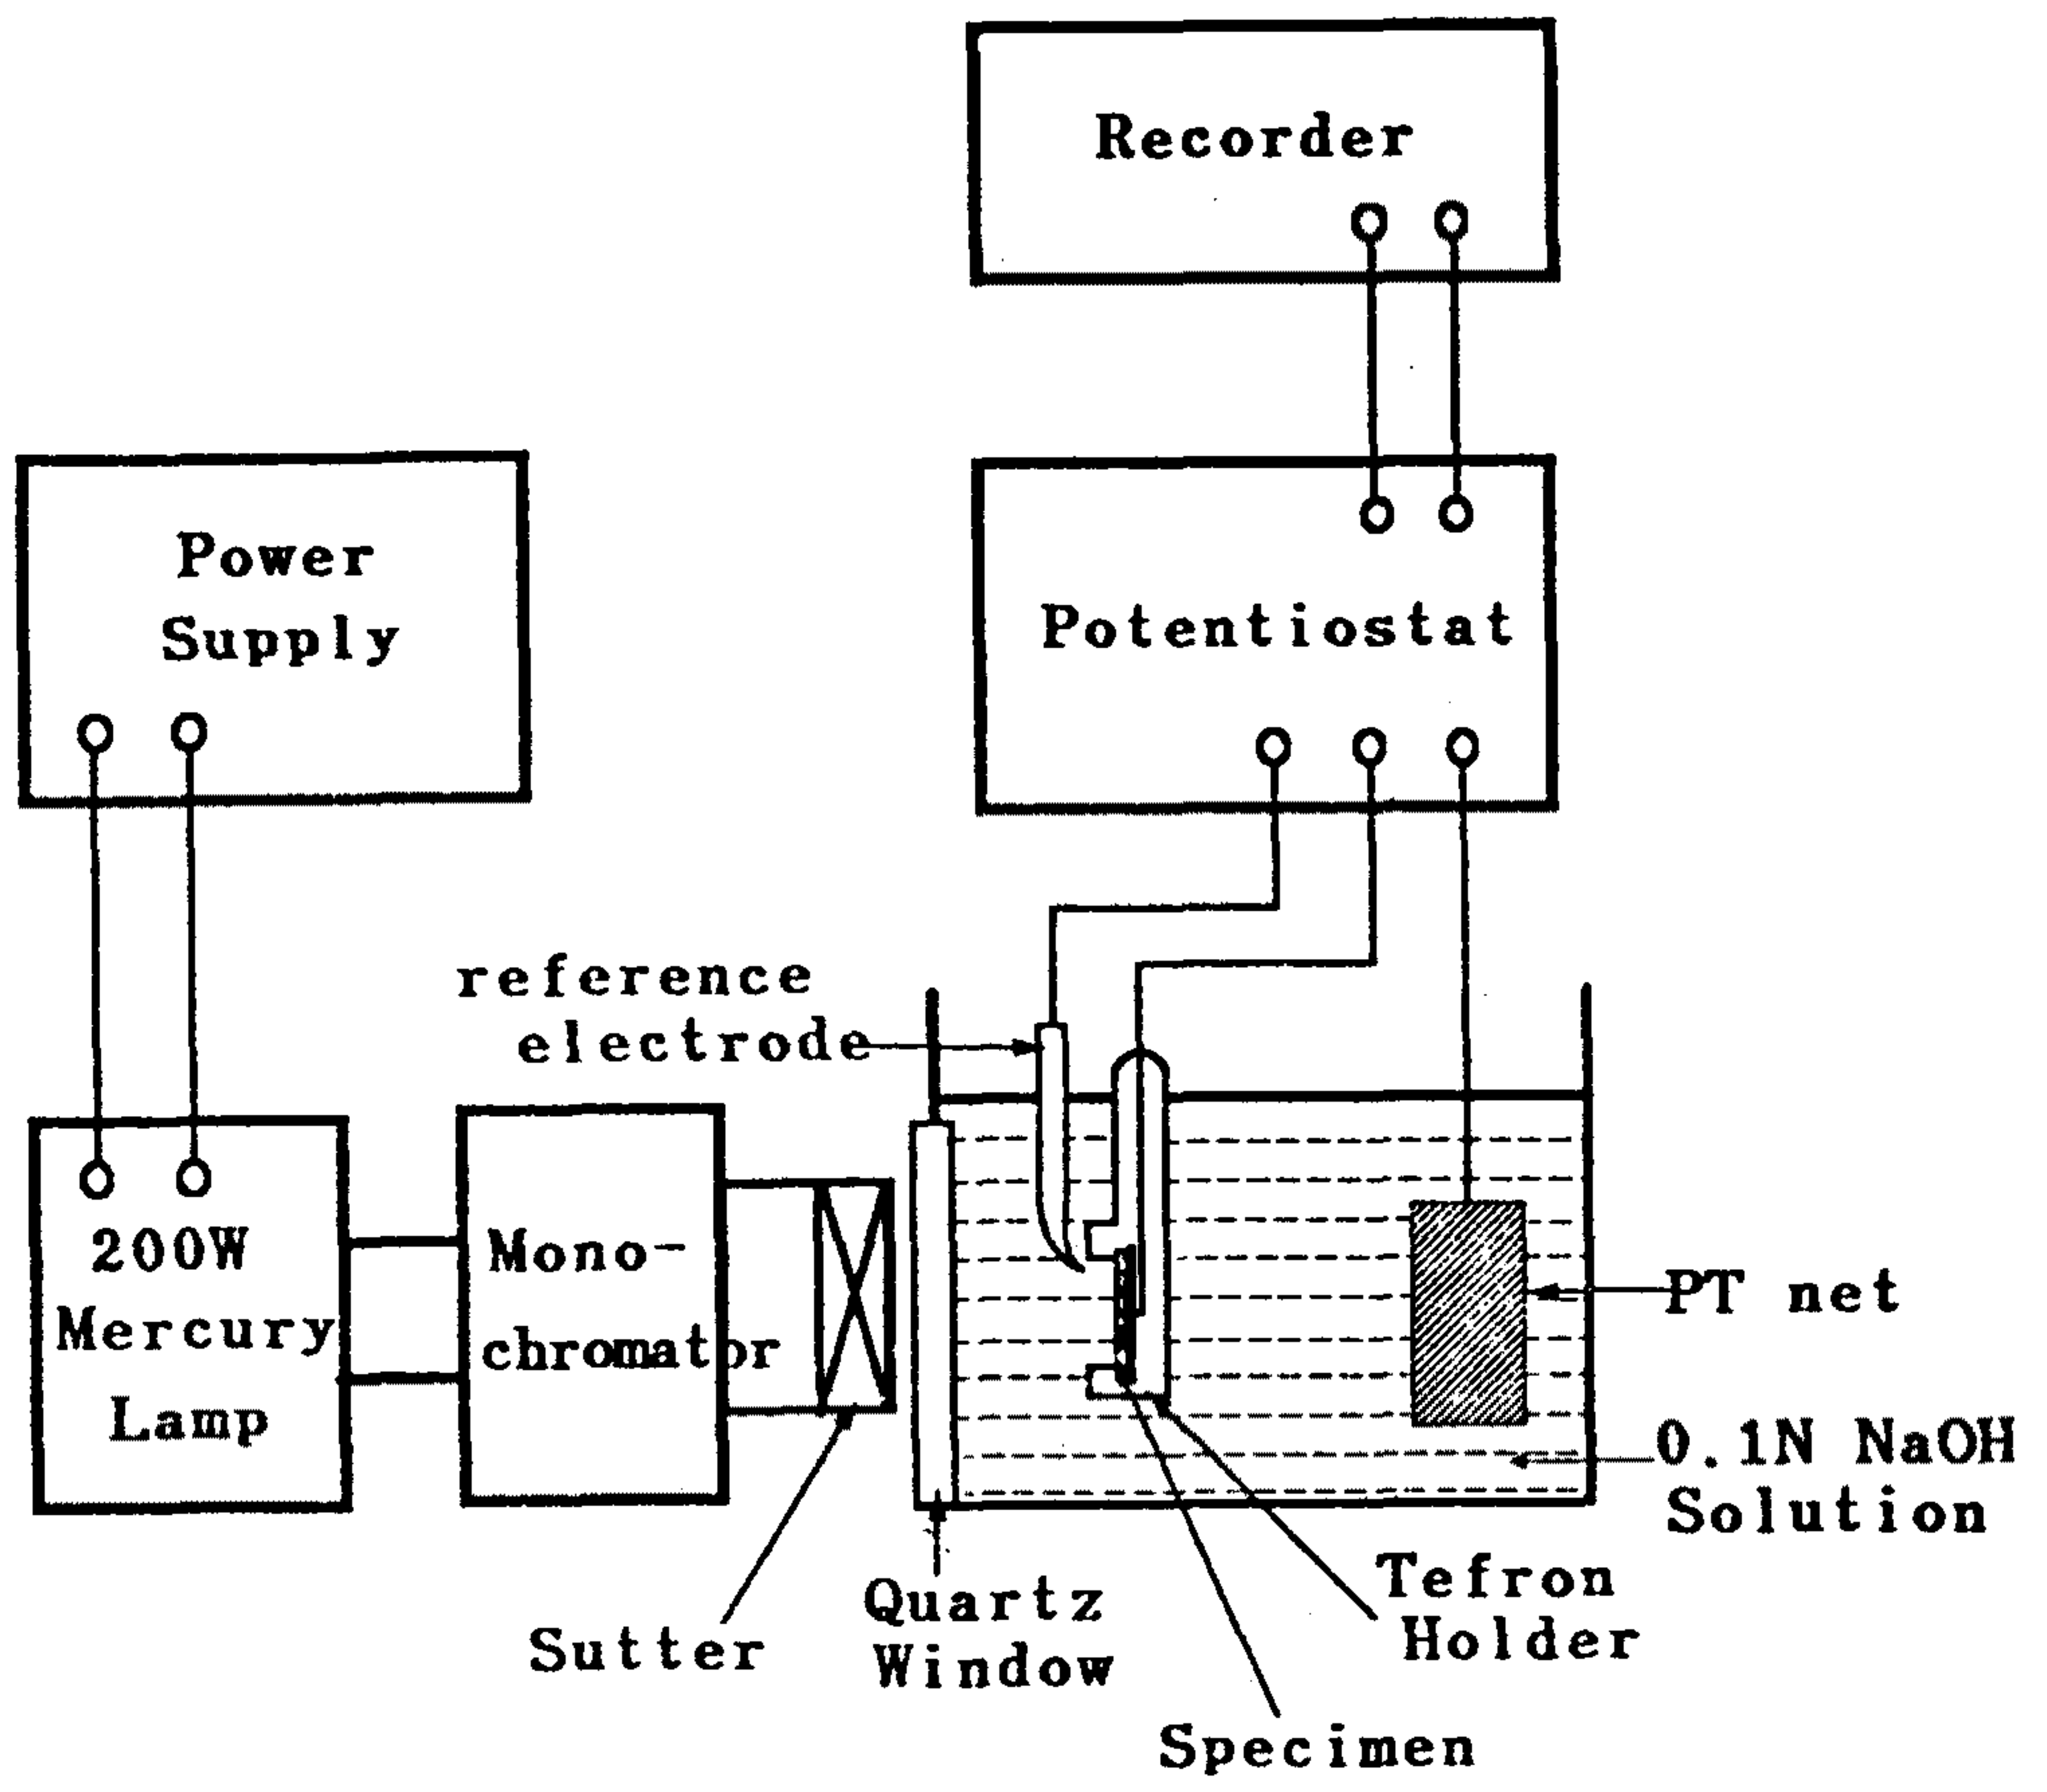 Recorder
Power
Supply
Potentiostat
reference
electrode
200W
Mercury
Lamp
Mono-
chromator
PT net
0.1N NaOH
Solution
Sutter
Quartz
Window
Tefron
Holder
Specimen